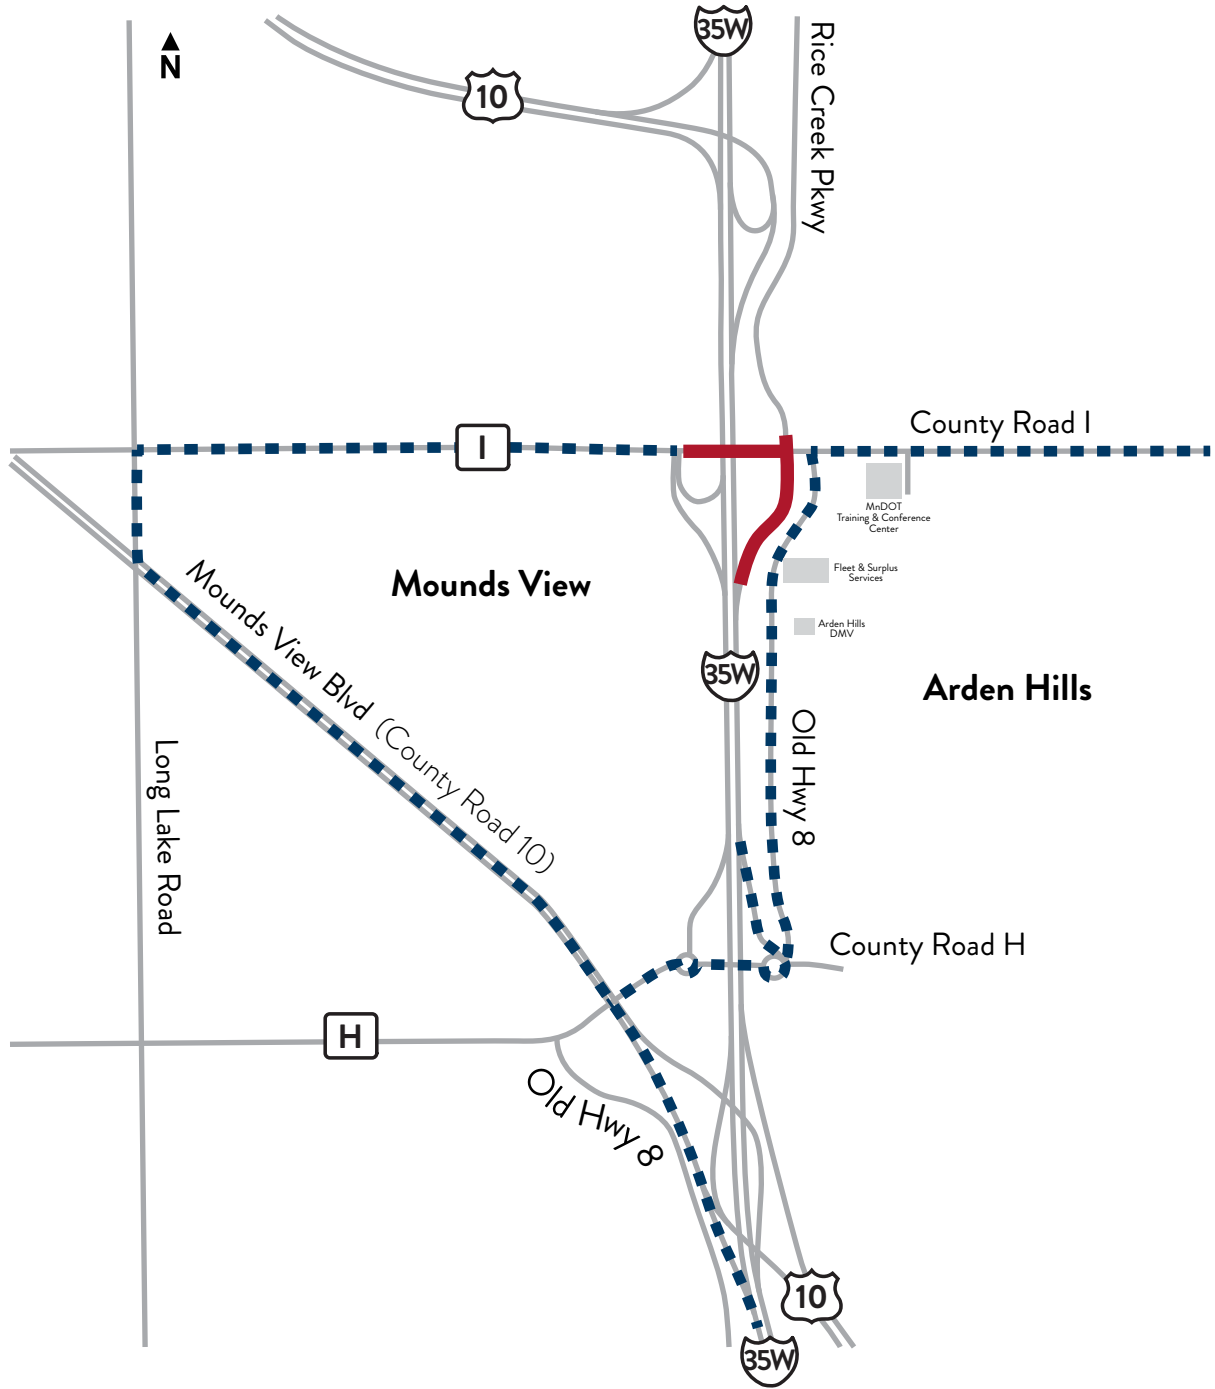 35W
Rice Creek Pkwy
N
10
County Road I
I
MnDOT
Training & Conference
Center
Fleet & Surplus
Services
Mounds View
Mounds View Blvd (County Road 10)
Arden Hills
DMV
35W
Arden Hills
Old Hwy 8
Long Lake Road
County Road H
H
Old Hwy 8
10
35W